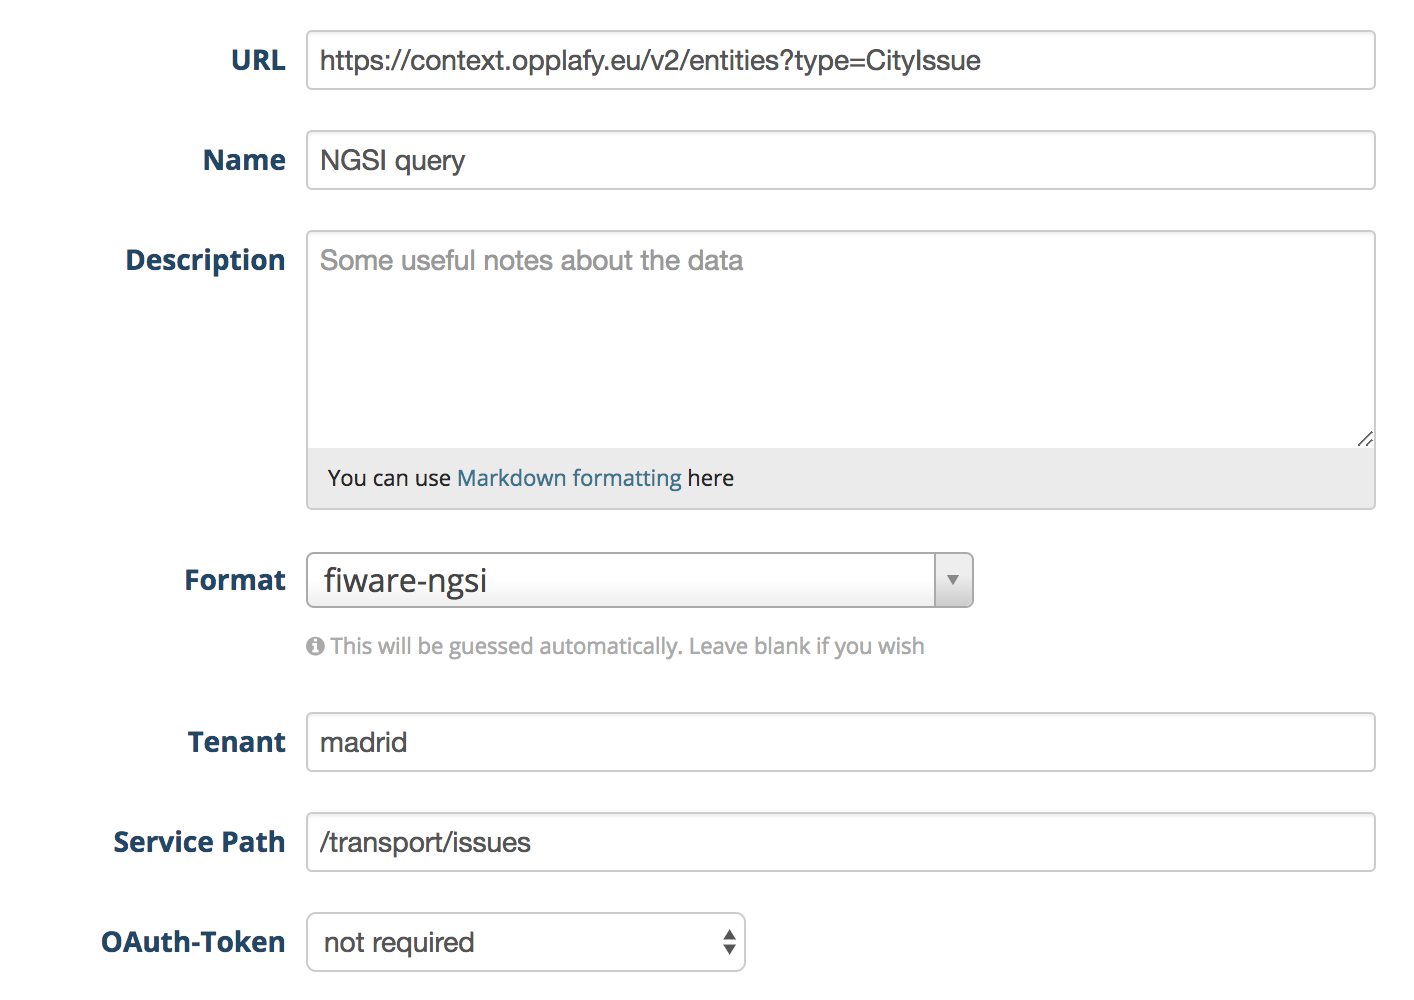 URL https://context.opplafy.eu/v2/entities?type=CityIssue
Name NGSI query
Description Some useful notes about the data
You can use Markdown formatting here
Format fiware-ngsi
This will be guessed automatically. Leave blank if you wish
Tenant madrid
Service Path /transport/issues
OAuth-Token not required